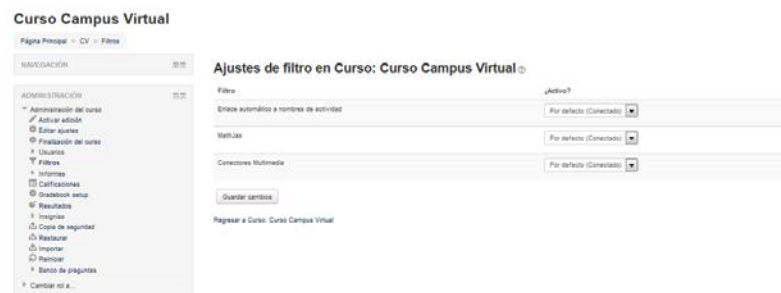 Curso Campus Virtual
Página Principal > CV > Filtros
NAVEGACIÓN
ADMINISTRACIÓN
Administración del curso
Activar edición
Editar ajustes
Finalización del curso
Usuarios
Filtros
Informes
Calificaciones
Gradebook setup
Resultados
Insignias
Copia de seguridad
Restaurar
Importar
Reiniciar
Banco de preguntas
Cambiar rol a...
Ajustes de filtro en Curso: Curso Campus Virtual
Filtro ¿Activo?
Enlace automático a nombres de actividad Por defecto (Conectado)
MathJax Por defecto (Conectado)
Conectores Multimedia Por defecto (Conectado)
Guardar cambios
Regresar a Curso: Curso Campus Virtual